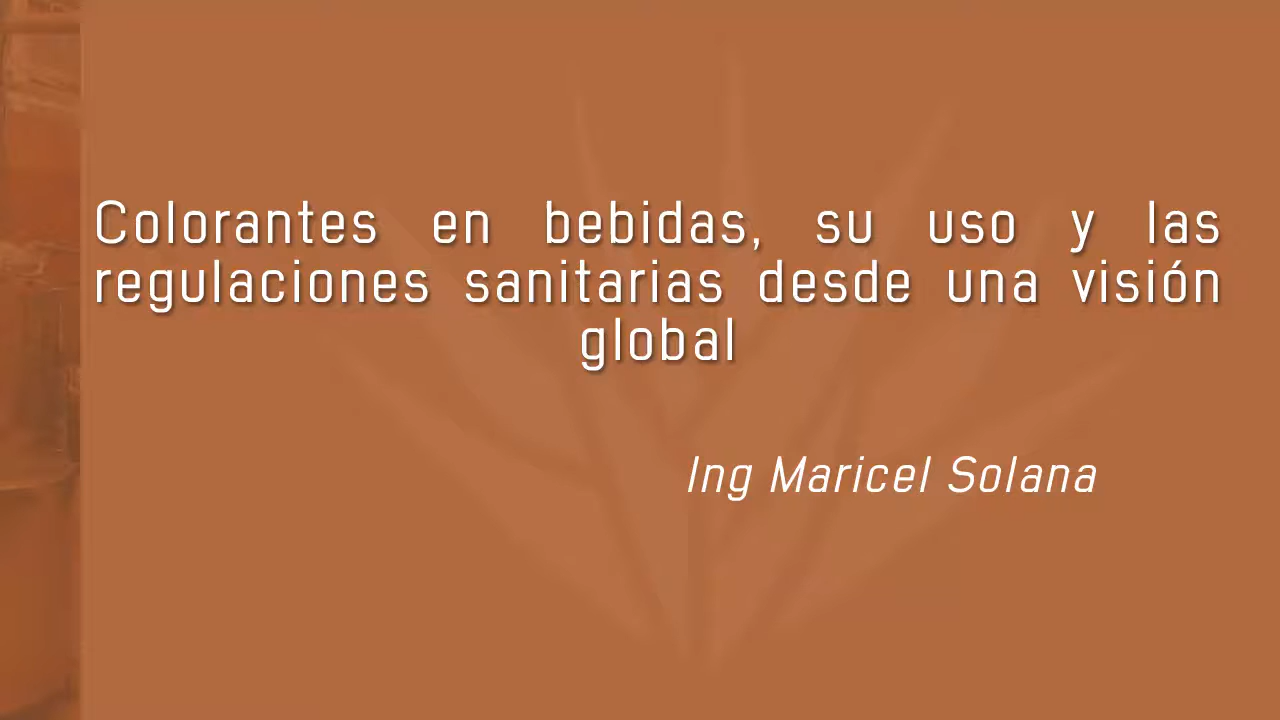 Colorantes en bebidas, su uso y las
regulaciones sanitarias desde una visión
global
Ing Maricel Solana